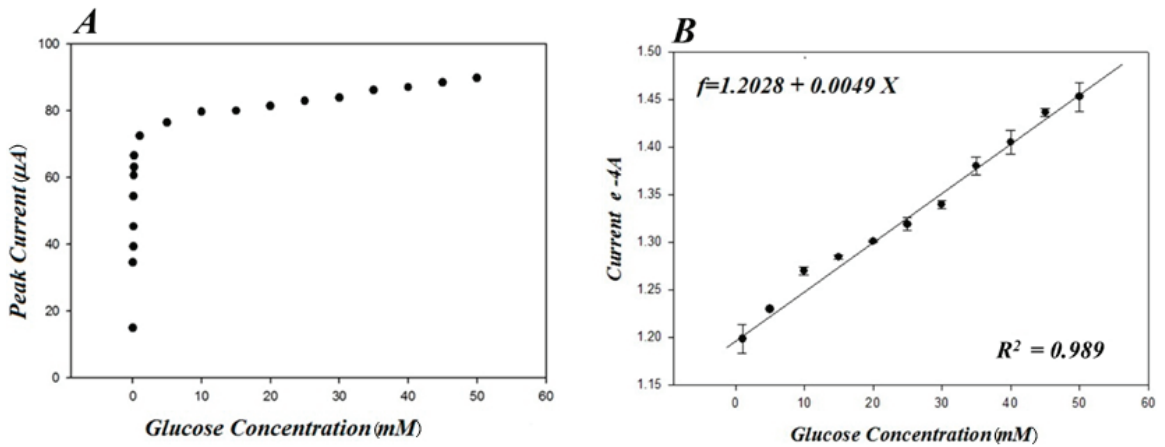 A
100
80
60
40
20
0
Peak Current (µA)
0 10 20 30 40 50 60
Glucose Concentration (mM)
B
1.50
1.45
1.40
1.35
1.30
1.25
1.20
1.15
Current e -4A
f=1.2028 + 0.0049 X
R² = 0.989
0 10 20 30 40 50 60
Glucose Concentration (mM)